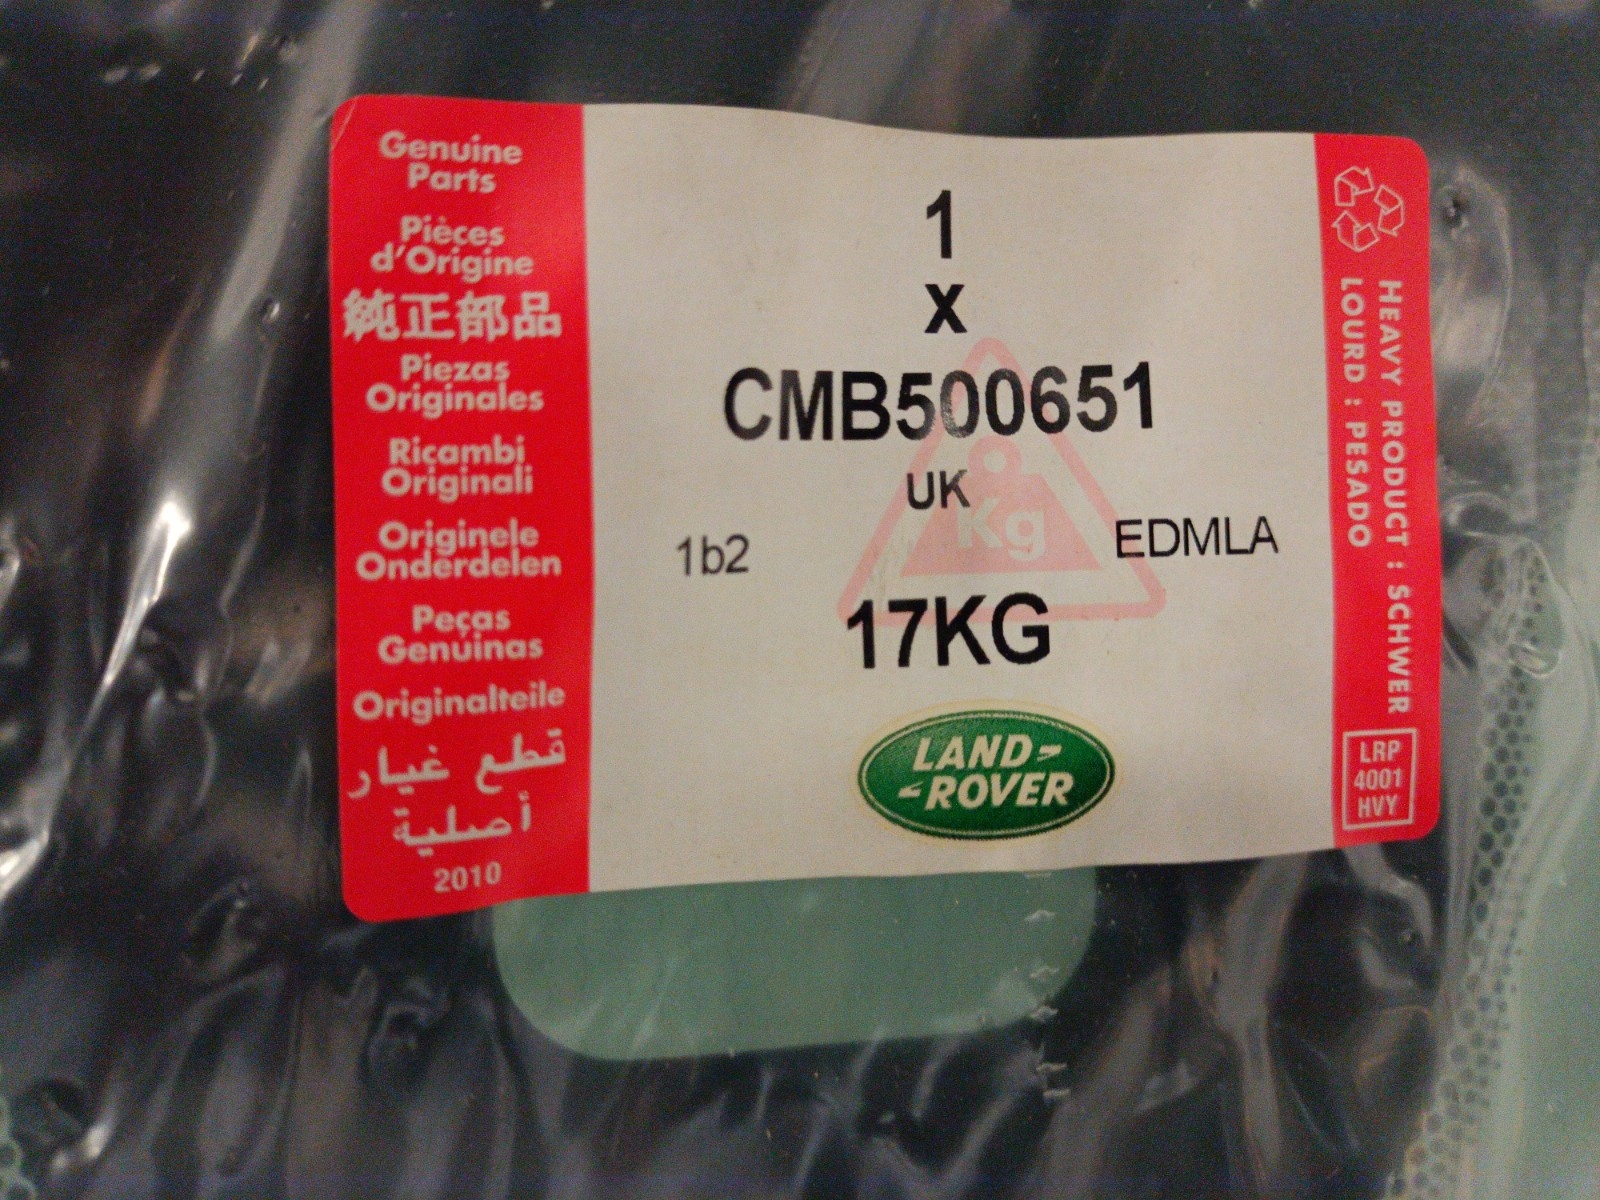 Genuine
Parts
Pièces
d'Origine
純正部品
Piezas
Originales
Ricambi
Originali
Originele
Onderdelen
Peças
Genuinas
Originalteile
قطع غيار
أصلية
2010
1
x
CMB500651
UK
Kg
1b2
EDMLA
17KG
LAND-
-ROVER
HEAVY PRODUCT : SCHWER
LOURD : PESADO
LRP
4001
HVY